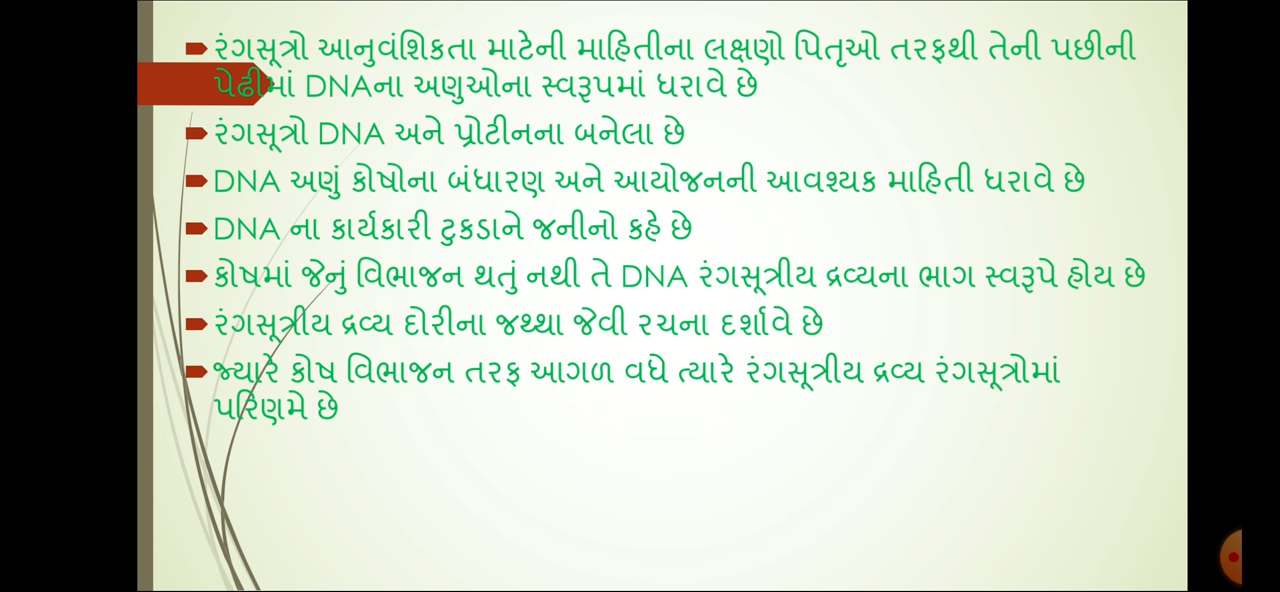 રંગસૂત્રો આનુવંશિકતા માટેની માહિતીના લક્ષણો પિતૃઓ તરફથી તેની પછીની
પેઢીમાં DNAના અણુઓના સ્વરૂપમાં ધરાવે છે
રંગસૂત્રો DNA અને પ્રોટીનના બનેલા છે
DNA અણું કોષોના બંધારણ અને આયોજનની આવશ્યક માહિતી ધરાવે છે
DNA ના કાર્યકારી ટુકડાને જનીનો કહે છે
કોષમાં જેનું વિભાજન થતું નથી તે DNA રંગસૂત્રીય દ્રવ્યના ભાગ સ્વરૂપે હોય છે
રંગસૂત્રીય દ્રવ્ય દોરીના જથ્થા જેવી રચના દર્શાવે છે
જ્યારે કોષ વિભાજન તરફ આગળ વધે ત્યારે રંગસૂત્રીય દ્રવ્ય રંગસૂત્રોમાં
પરિણમે છે